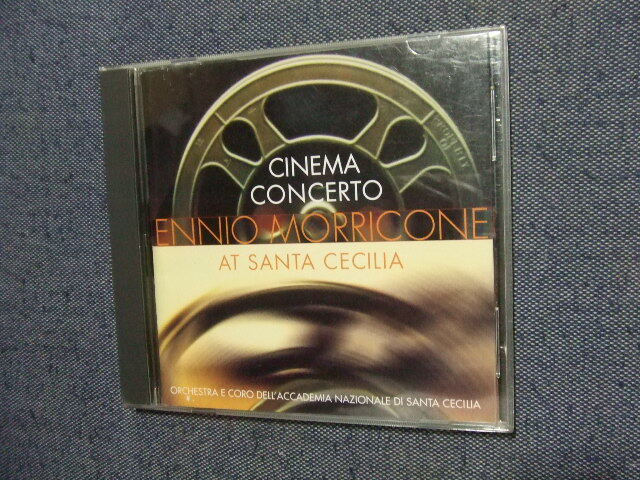 CINEMA
CONCERTO
ENNIO MORRICONE
AT SANTA CECILIA
ORCHESTRA E CORO DELL'ACCADEMIA NAZIONALE DI SANTA CECILIA